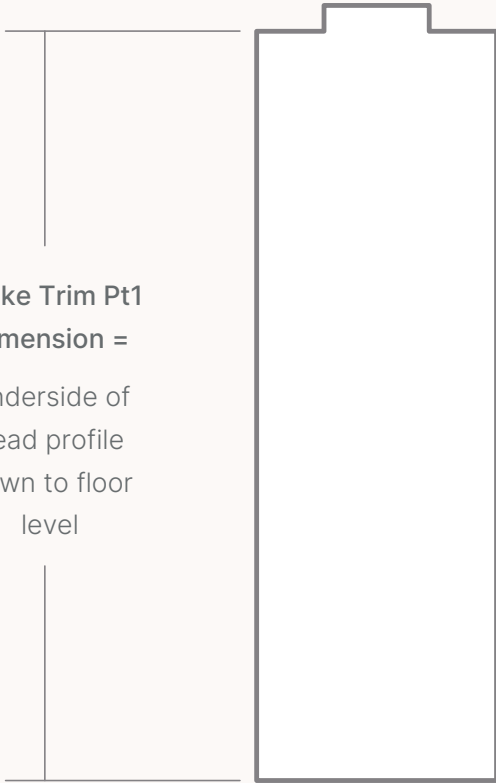 ke Trim Pt1
mension =
nderside of
ead profile
wn to floor
level